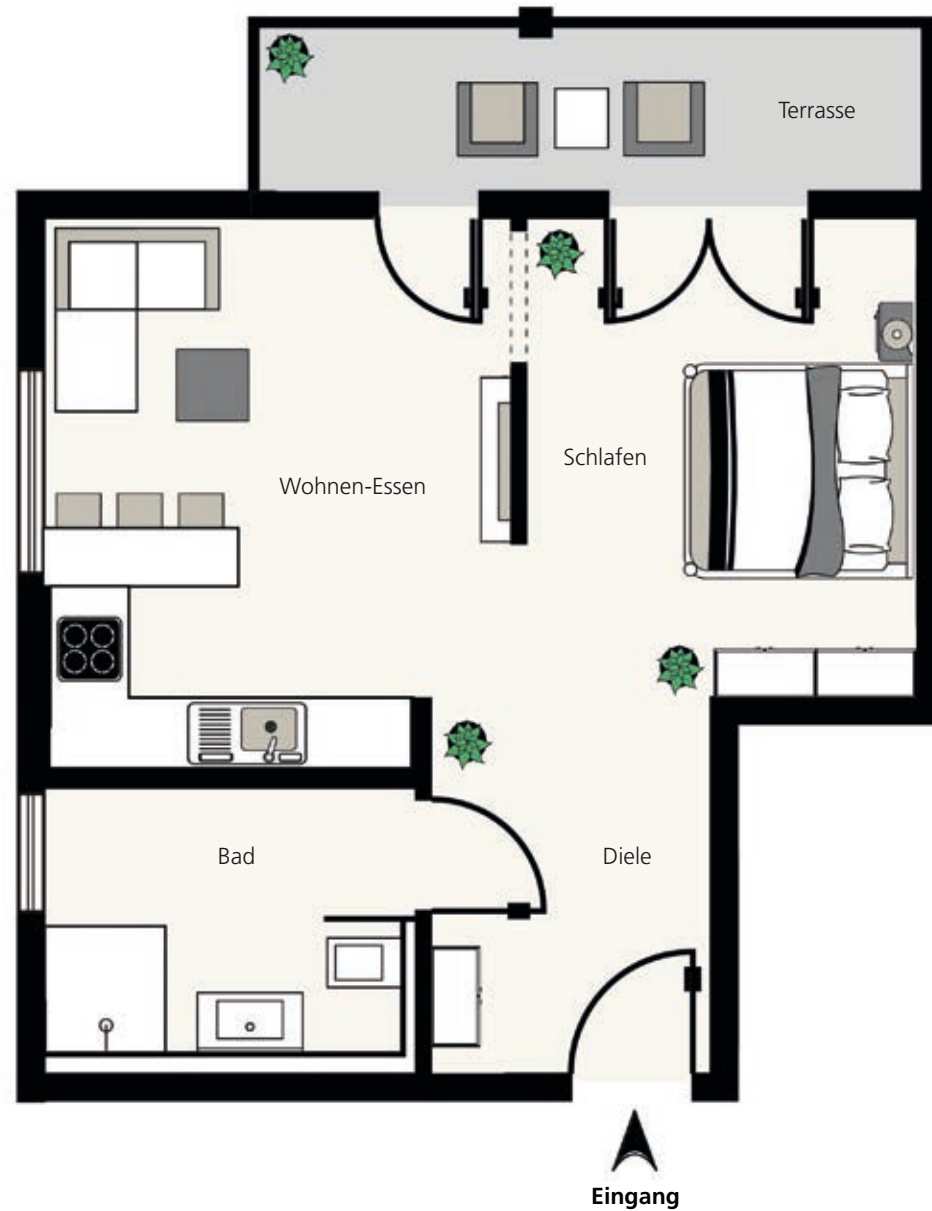 Terrasse
Schlafen
Wohnen-Essen
Bad
Diele
Eingang